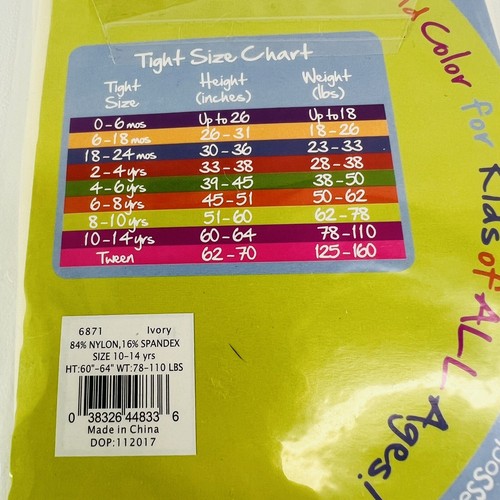 Tight Size Chart
Tight Size Height (inches) Weight (lbs)
0-6 mos Up to 26 Up to 18
6-18 mos 26-31 18-26
18-24 mos 30-36 23-33
2-4 yrs 33-38 28-38
4-6 yrs 39-45 38-50
6-8 yrs 45-51 50-62
8-10 yrs 51-60 62-78
10-14 yrs 60-64 78-110
Tween 62-70 125-160
Color for Kids of ALL Ages!
6871 Ivory
84% NYLON,16% SPANDEX
SIZE 10-14 yrs
HT:60"-64" WT:78-110 LBS
0 38326 44833 6
Made in China
DOP:112017